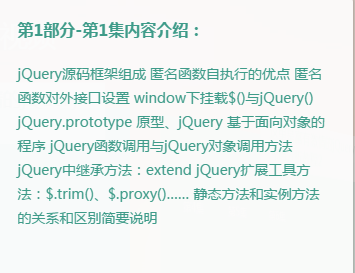 第1部分-第1集内容介绍：
jQuery源码框架组成 匿名函数自执行的优点 匿名
函数对外接口设置 window下挂载$()与jQuery()
jQuery.prototype 原型、jQuery 基于面向对象的
程序 jQuery函数调用与jQuery对象调用方法
jQuery中继承方法：extend jQuery扩展工具方
法：$.trim()、$.proxy()...... 静态方法和实例方法
的关系和区别简要说明